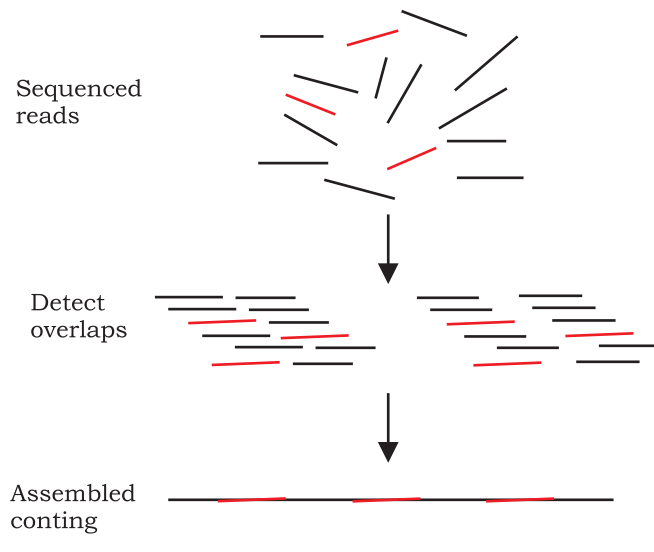 Sequenced
reads
Detect
overlaps
Assembled
conting